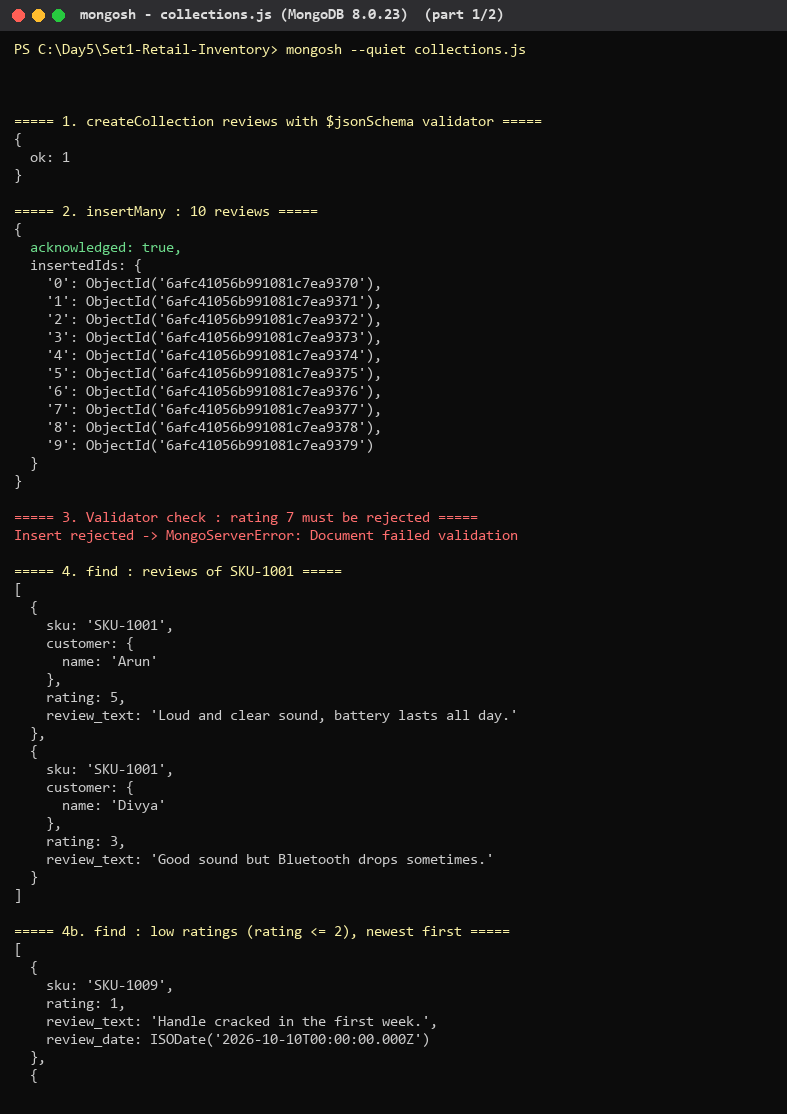 mongosh - collections.js (MongoDB 8.0.23)  (part 1/2)
PS C:\Day5\Set1-Retail-Inventory> mongosh --quiet collections.js
===== 1. createCollection reviews with $jsonSchema validator =====
{
  ok: 1
}
===== 2. insertMany : 10 reviews =====
{
  acknowledged: true,
  insertedIds: {
    '0': ObjectId('6afc41056b991081c7ea9370'),
    '1': ObjectId('6afc41056b991081c7ea9371'),
    '2': ObjectId('6afc41056b991081c7ea9372'),
    '3': ObjectId('6afc41056b991081c7ea9373'),
    '4': ObjectId('6afc41056b991081c7ea9374'),
    '5': ObjectId('6afc41056b991081c7ea9375'),
    '6': ObjectId('6afc41056b991081c7ea9376'),
    '7': ObjectId('6afc41056b991081c7ea9377'),
    '8': ObjectId('6afc41056b991081c7ea9378'),
    '9': ObjectId('6afc41056b991081c7ea9379')
  }
}
===== 3. Validator check : rating 7 must be rejected =====
Insert rejected -> MongoServerError: Document failed validation
===== 4. find : reviews of SKU-1001 =====
[
  {
    sku: 'SKU-1001',
    customer: {
      name: 'Arun'
    },
    rating: 5,
    review_text: 'Loud and clear sound, battery lasts all day.'
  },
  {
    sku: 'SKU-1001',
    customer: {
      name: 'Divya'
    },
    rating: 3,
    review_text: 'Good sound but Bluetooth drops sometimes.'
  }
]
===== 4b. find : low ratings (rating <= 2), newest first =====
[
  {
    sku: 'SKU-1009',
    rating: 1,
    review_text: 'Handle cracked in the first week.',
    review_date: ISODate('2026-10-10T00:00:00.000Z')
  },
  {